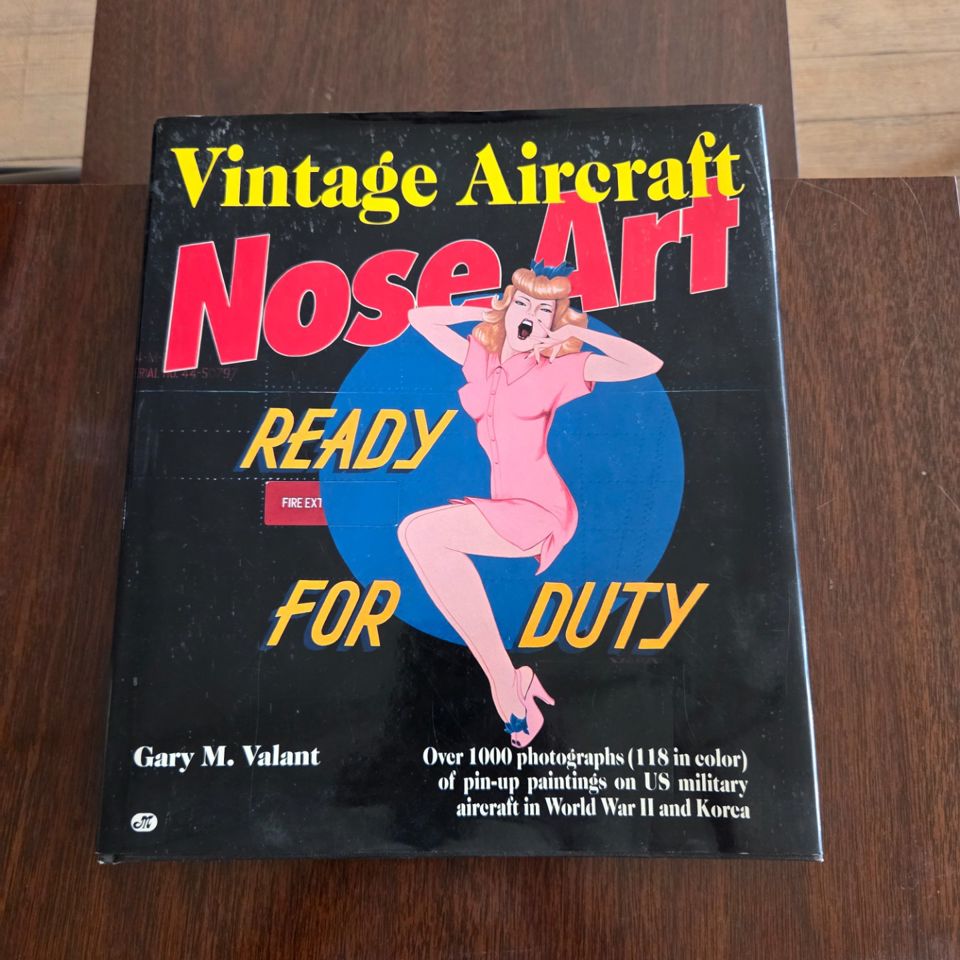 Vintage Aircraft
Nose Art
READY
FIRE EXT
FOR DUTY
Gary M. Valant
Over 1000 photographs (118 in color)
of pin-up paintings on US military
aircraft in World War II and Korea